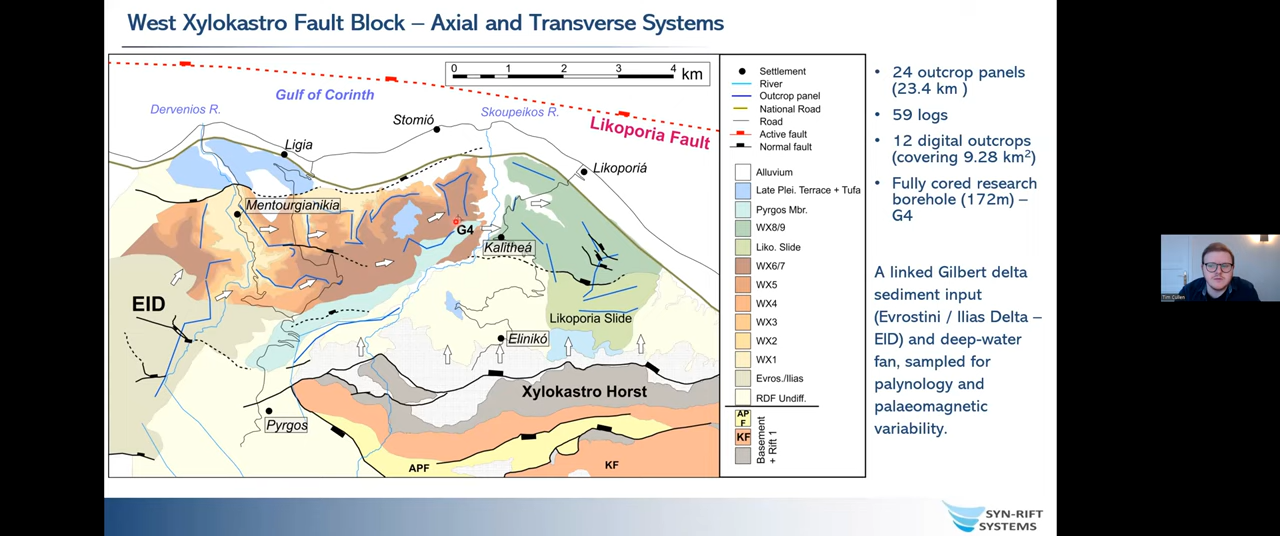 West Xylokastro Fault Block – Axial and Transverse Systems
0 1 2 3 4 km
Gulf of Corinth
Dervenios R.
Skoupeikos R.
Stomió
Likoporia Fault
Ligia
Likoporiá
Mentourgianikia
G4
Kalitheá
EID
Likoporia Slide
Elinikó
Xylokastro Horst
Pyrgos
APF
KF
Settlement
River
Outcrop panel
National Road
Road
Active fault
Normal fault
Alluvium
Late Plei. Terrace + Tufa
Pyrgos Mbr.
WX8/9
Liko. Slide
WX6/7
WX5
WX4
WX3
WX2
WX1
Evros./Ilias
RDF Undiff.
AP
F
KF
Basement
+ Rift 1
• 24 outcrop panels
(23.4 km )
• 59 logs
• 12 digital outcrops
(covering 9.28 km²)
• Fully cored research
borehole (172m) –
G4
A linked Gilbert delta
sediment input
(Evrostini / Ilias Delta –
EID) and deep-water
fan, sampled for
palynology and
palaeomagnetic
variability.
Tim Cullen
SYN-RIFT
SYSTEMS